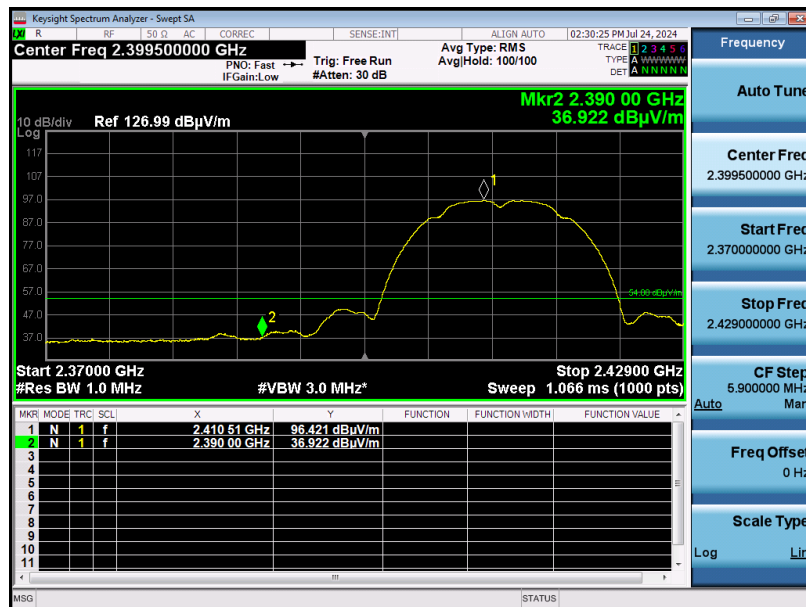 Keysight Spectrum Analyzer - Swept SA
LXI R RF 50 Ω AC CORREC SENSE:INT ALIGN AUTO 02:30:25 PM Jul 24, 2024
Center Freq 2.399500000 GHz
PNO: Fast
IFGain:Low
Trig: Free Run
#Atten: 30 dB
Avg Type: RMS
Avg|Hold: 100/100
TRACE 1 2 3 4 5 6
TYPE A WWWWW
DET A N N N N N
Mkr2 2.390 00 GHz
36.922 dBµV/m
10 dB/div Ref 126.99 dBµV/m
Log
117
107
97.0
87.0
77.0
67.0
57.0
47.0
37.0
1
2
54.00 dBµV/m
Start 2.37000 GHz Stop 2.42900 GHz
#Res BW 1.0 MHz #VBW 3.0 MHz* Sweep 1.066 ms (1000 pts)
MKR MODE TRC SCL X Y FUNCTION FUNCTION WIDTH FUNCTION VALUE
1 N 1 f 2.410 51 GHz 96.421 dBµV/m
2 N 1 f 2.390 00 GHz 36.922 dBµV/m
3
4
5
6
7
8
9
10
11
MSG STATUS
Frequency
Auto Tune
Center Freq
2.399500000 GHz
Start Freq
2.370000000 GHz
Stop Freq
2.429000000 GHz
CF Step
5.900000 MHz
Auto Man
Freq Offset
0 Hz
Scale Type
Log Lin